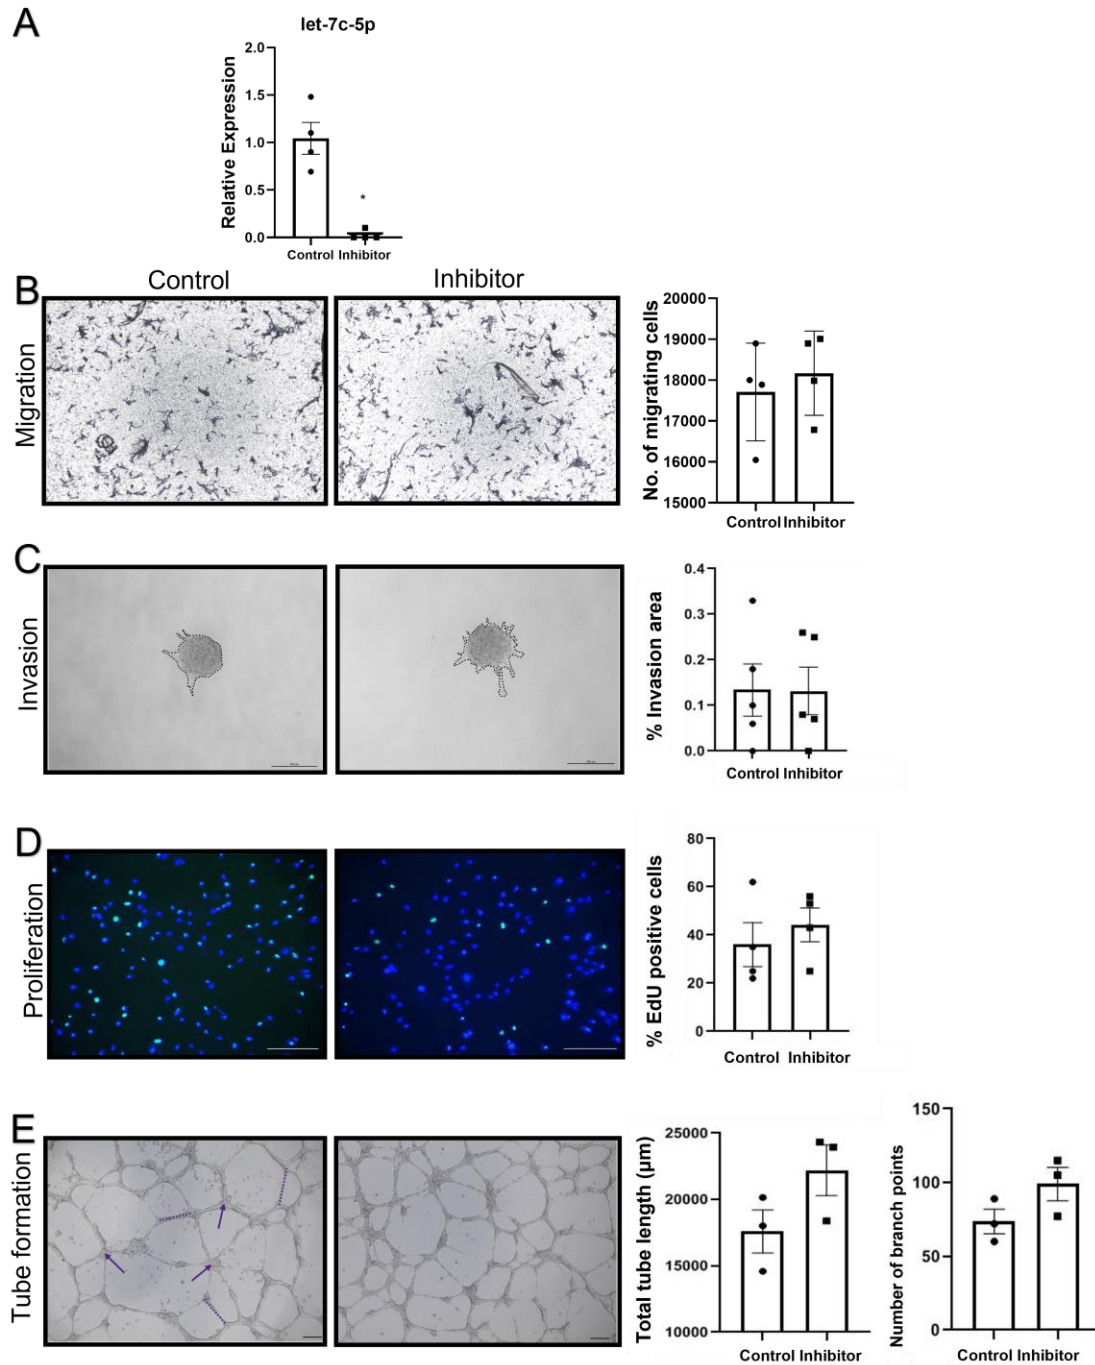 A
let-7c-5p
Relative Expression
2.0
1.5
1.0
0.5
0.0
*
Control Inhibitor
Control
Inhibitor
B
Migration
No. of migrating cells
20000
19000
18000
17000
16000
15000
Control Inhibitor
C
Invasion
% Invasion area
0.4
0.3
0.2
0.1
0.0
Control Inhibitor
D
Proliferation
% EdU positive cells
80
60
40
20
0
Control Inhibitor
E
Tube formation
Total tube length (µm)
25000
20000
15000
10000
Control Inhibitor
Number of branch points
150
100
50
0
Control Inhibitor